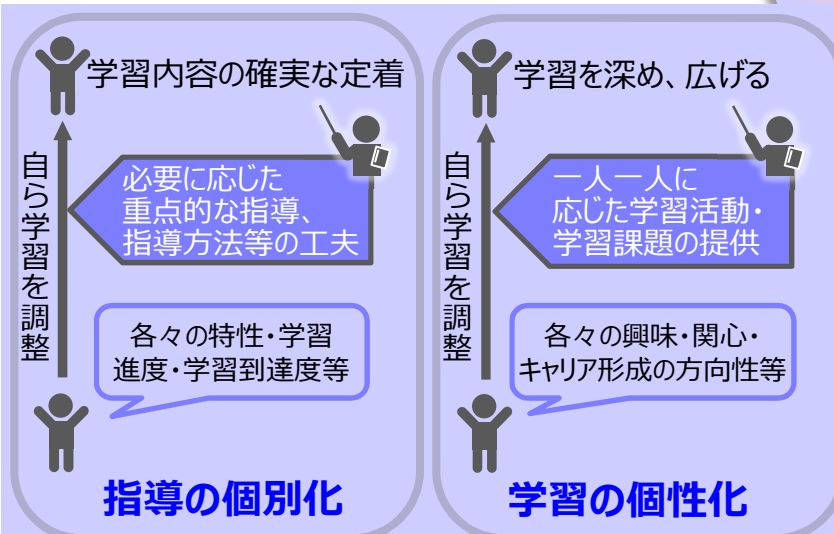 学習内容の確実な定着
自ら学習を調整
必要に応じた
重点的な指導、
指導方法等の工夫
各々の特性・学習
進度・学習到達度等
指導の個別化
学習を深め、広げる
自ら学習を調整
一人一人に
応じた学習活動・
学習課題の提供
各々の興味・関心・
キャリア形成の方向性等
学習の個性化